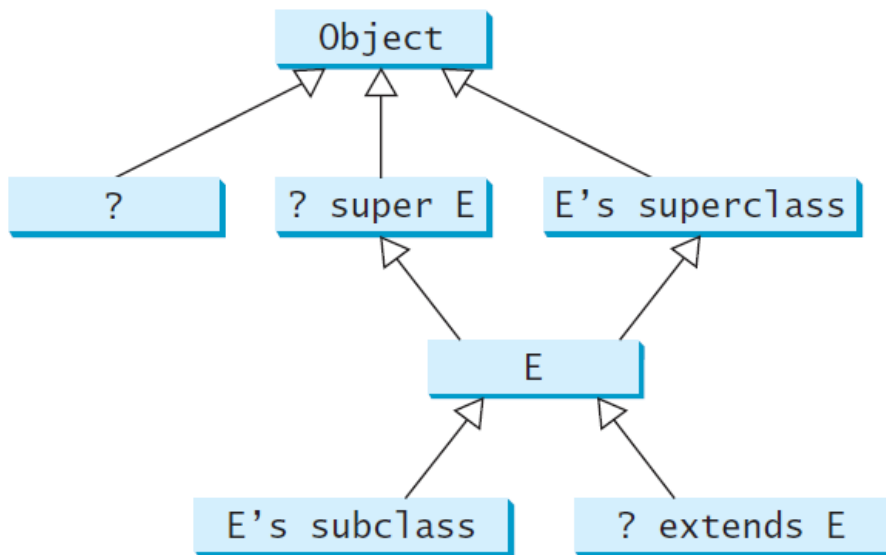 Object
?
? super E
E’s superclass
E
E’s subclass
? extends E